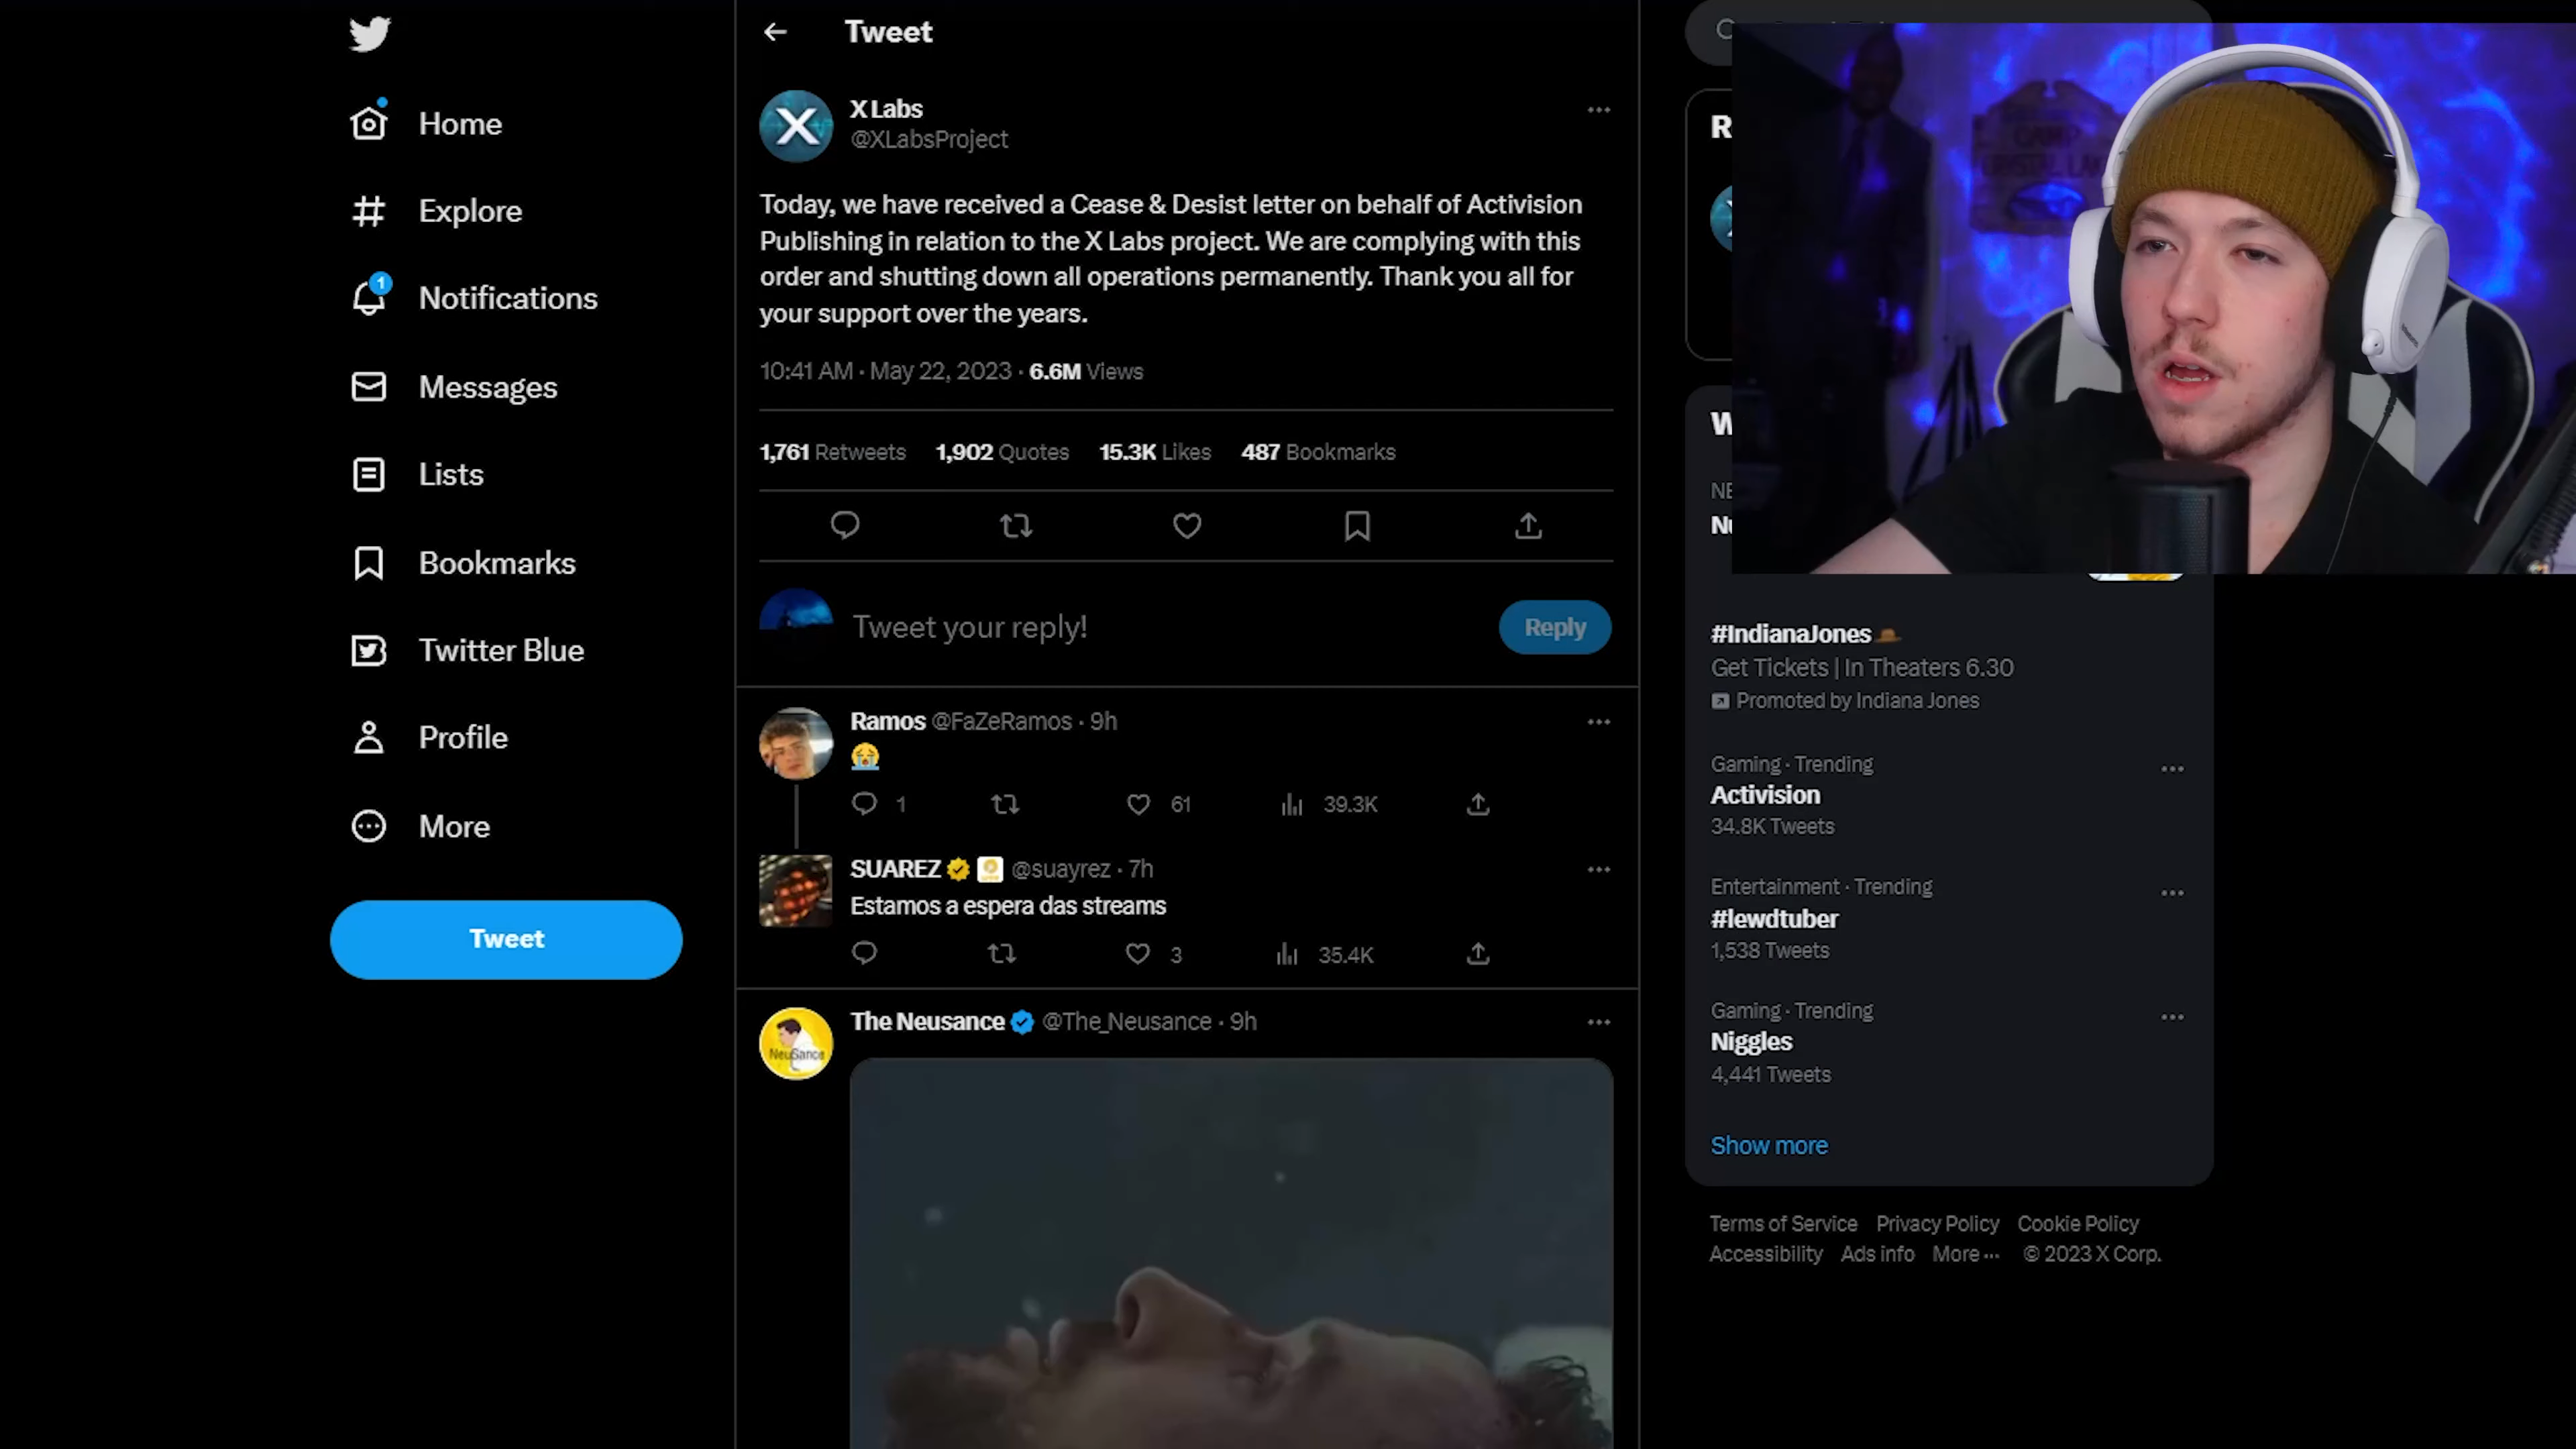 Home
Explore
1
Notifications
Messages
Lists
Bookmarks
Twitter Blue
Profile
More
Tweet
Tweet
X Labs
@XLabsProject
Today, we have received a Cease & Desist letter on behalf of Activision
Publishing in relation to the X Labs project. We are complying with this
order and shutting down all operations permanently. Thank you all for
your support over the years.
10:41 AM · May 22, 2023 · 6.6M Views
1,761 Retweets 1,902 Quotes 15.3K Likes 487 Bookmarks
Tweet your reply!
Reply
Ramos @FaZeRamos · 9h
😭
1 61 39.3K
SUAREZ @suayrez · 7h
Estamos a espera das streams
3 35.4K
The Neusance @The_Neusance · 9h
NeuSance
CAMP
#IndianaJones
Get Tickets | In Theaters 6.30
Promoted by Indiana Jones
Gaming · Trending
Activision
34.8K Tweets
Entertainment · Trending
#lewdtuber
1,538 Tweets
Gaming · Trending
Niggles
4,441 Tweets
Show more
Terms of Service Privacy Policy Cookie Policy
Accessibility Ads info More ··· © 2023 X Corp.